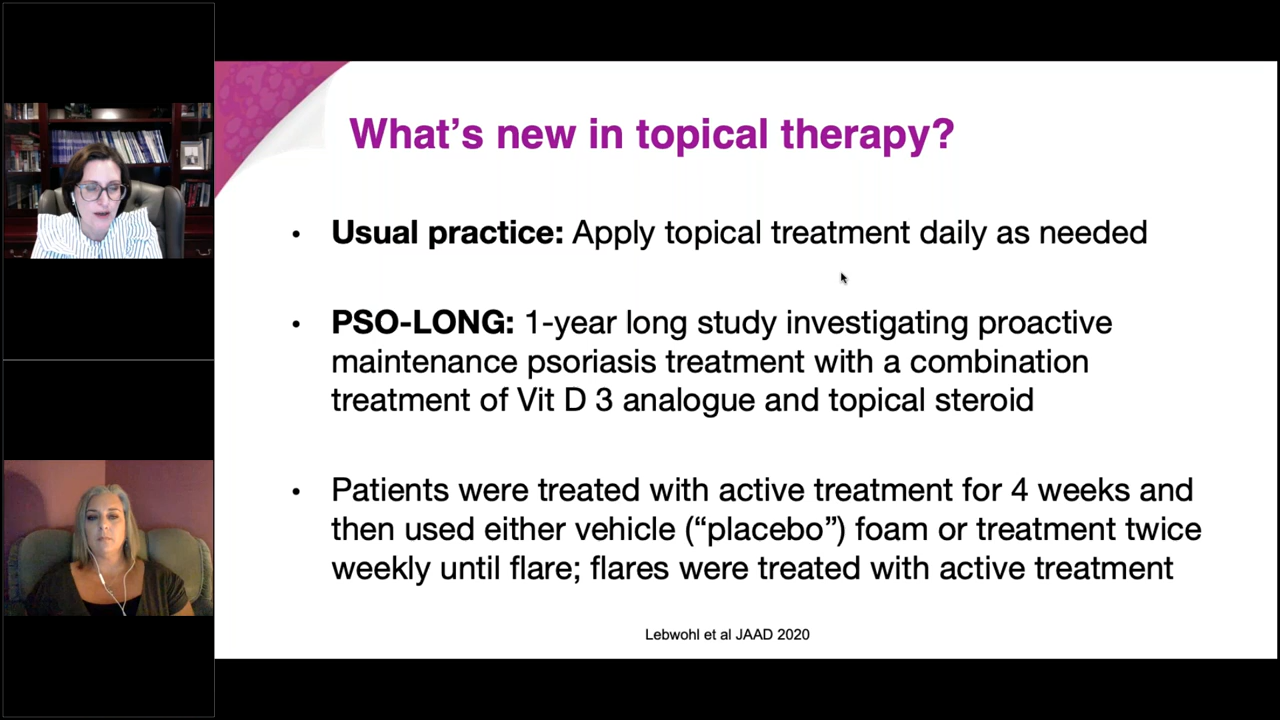 What's new in topical therapy?
• Usual practice: Apply topical treatment daily as needed
• PSO-LONG: 1-year long study investigating proactive
maintenance psoriasis treatment with a combination
treatment of Vit D 3 analogue and topical steroid
• Patients were treated with active treatment for 4 weeks and
then used either vehicle (“placebo”) foam or treatment twice
weekly until flare; flares were treated with active treatment
Lebwohl et al JAAD 2020